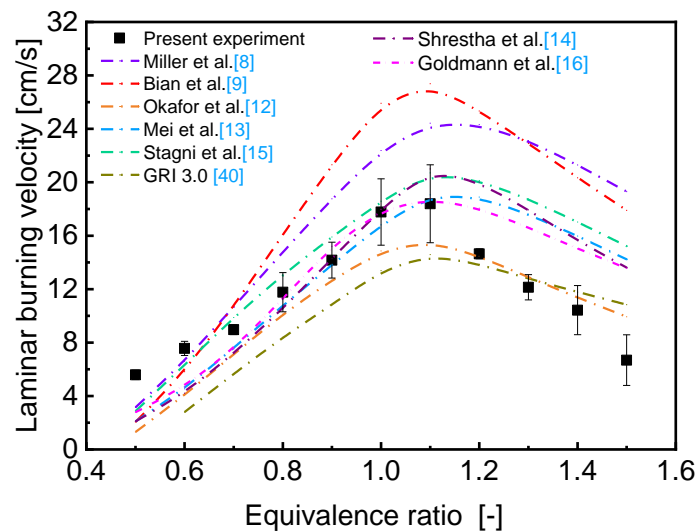 Present experiment
Miller et al.[8]
Bian et al.[9]
Okafor et al.[12]
Mei et al.[13]
Stagni et al.[15]
GRI 3.0 [40]
Shrestha et al.[14]
Goldmann et al.[16]
Laminar burning velocity [cm/s]
32
28
24
20
16
12
8
4
0
0.4 0.6 0.8 1.0 1.2 1.4 1.6
Equivalence ratio [-]